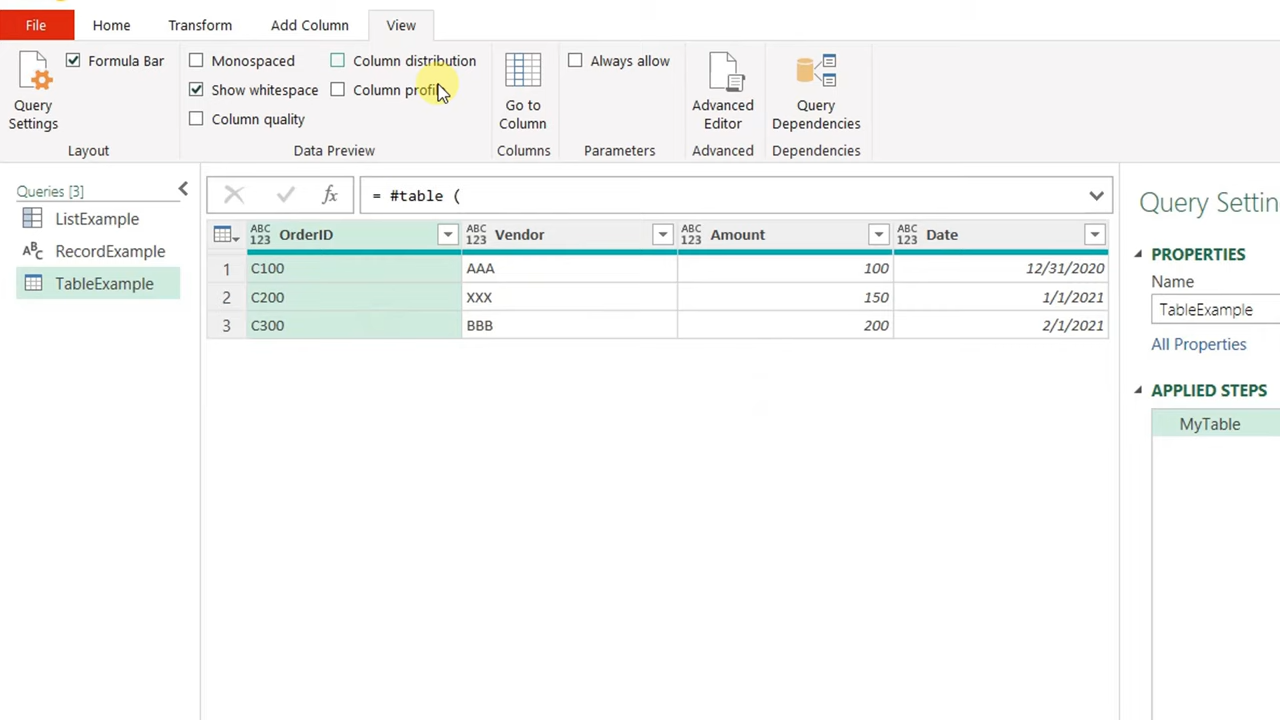 File Home Transform Add Column View
Formula Bar Monospaced Column distribution Always allow
Show whitespace Column profile
Query Settings Column quality Go to Column Advanced Editor Query Dependencies
Layout Data Preview Columns Parameters Advanced Dependencies
Queries [3] fx = #table (
Query Settin
ListExample ABC 123 OrderID ABC 123 Vendor ABC 123 Amount ABC 123 Date
RecordExample 1 C100 AAA 100 12/31/2020 PROPERTIES
TableExample 2 C200 XXX 150 1/1/2021 Name
3 C300 BBB 200 2/1/2021 TableExample
All Properties
APPLIED STEPS
MyTable